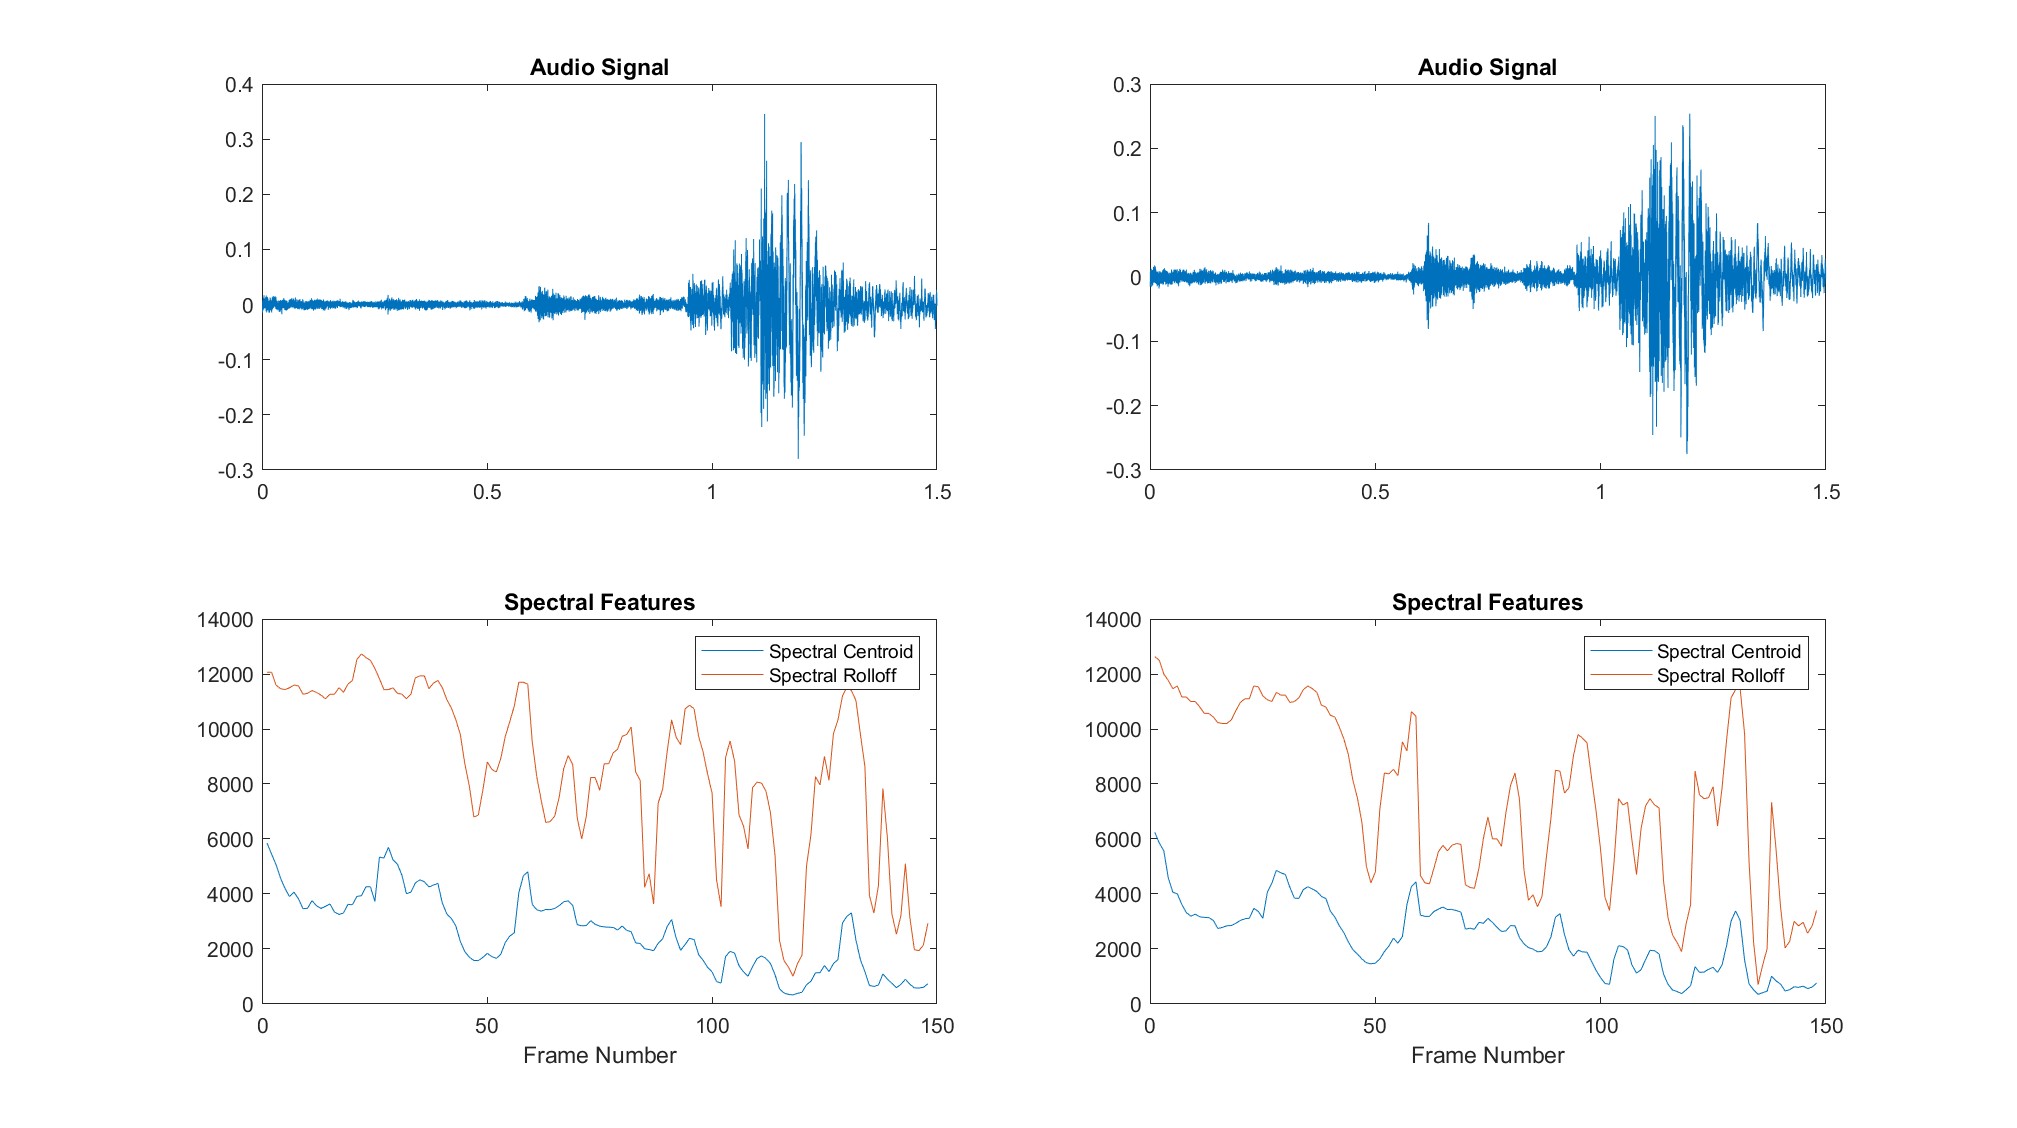 Audio Signal
0.4
0.3
0.2
0.1
0
-0.1
-0.2
-0.3
0 0.5 1 1.5
Audio Signal
0.3
0.2
0.1
0
-0.1
-0.2
-0.3
0 0.5 1 1.5
Spectral Features
14000
12000
10000
8000
6000
4000
2000
0
Spectral Centroid
Spectral Rolloff
0 50 100 150
Frame Number
Spectral Features
14000
12000
10000
8000
6000
4000
2000
0
Spectral Centroid
Spectral Rolloff
0 50 100 150
Frame Number